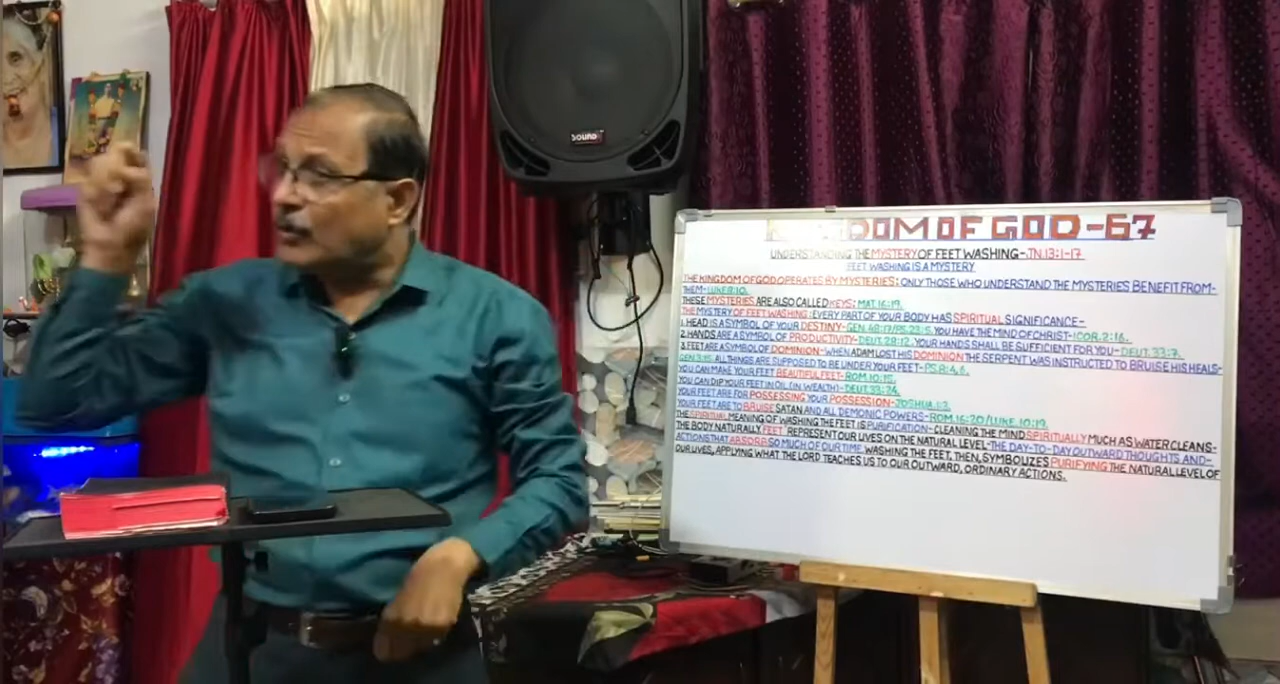 SOUND
KINGDOM OF GOD-67
UNDERSTANDING THE MYSTERY OF FEET WASHING-JN.13:1-17
FEET WASHING IS A MYSTERY
THE KINGDOM OF GOD OPERATES BY MYSTERIES: ONLY THOSE WHO UNDERSTAND THE MYSTERIES BENEFIT FROM-
THEM-LUKE 8:10.
THESE MYSTERIES ARE ALSO CALLED KEYS: MAT.16:19.
THE MYSTERY OF FEET WASHING: EVERY PART OF YOUR BODY HAS SPIRITUAL SIGNIFICANCE-
1. HEAD IS A SYMBOL OF YOUR DESTINY-GEN.48:17/PS.23:5. YOU HAVE THE MIND OF CHRIST-1COR.2:16.
2. HANDS ARE A SYMBOL OF PRODUCTIVITY-DEUT.28:12. YOUR HANDS SHALL BE SUFFICIENT FOR YOU-DEUT.33:7.
3. FEET ARE A SYMBOL OF DOMINION-WHEN ADAM LOST HIS DOMINION THE SERPENT WAS INSTRUCTED TO BRUISE HIS HEALS-
GEN.3:15. ALL THINGS ARE SUPPOSED TO BE UNDER YOUR FEET-PS.8:4,6.
YOU CAN MAKE YOUR FEET BEAUTIFUL FEET-ROM.10:15.
YOU CAN DIP YOUR FEET IN OIL (IN WEALTH)-DEUT.33:24.
YOUR FEET ARE FOR POSSESSING YOUR POSSESSION-JOSHUA.1:3.
YOUR FEET ARE TO BRUISE SATAN AND ALL DEMONIC POWERS-ROM.16:20/LUKE.10:19.
THE SPIRITUAL MEANING OF WASHING THE FEET IS PURIFICATION-CLEANING THE MIND SPIRITUALLY MUCH AS WATER CLEANS-
THE BODY NATURALLY FEET REPRESENT OUR LIVES ON THE NATURAL LEVEL THE DAY-TO-DAY OUTWARD THOUGHTS AND-
ACTIONS THAT ABSORB SO MUCH OF OUR TIME. WASHING THE FEET, THEN, SYMBOLIZES PURIFYING THE NATURAL LEVEL OF
OUR LIVES, APPLYING WHAT THE LORD TEACHES US TO OUR OUTWARD, ORDINARY ACTIONS.